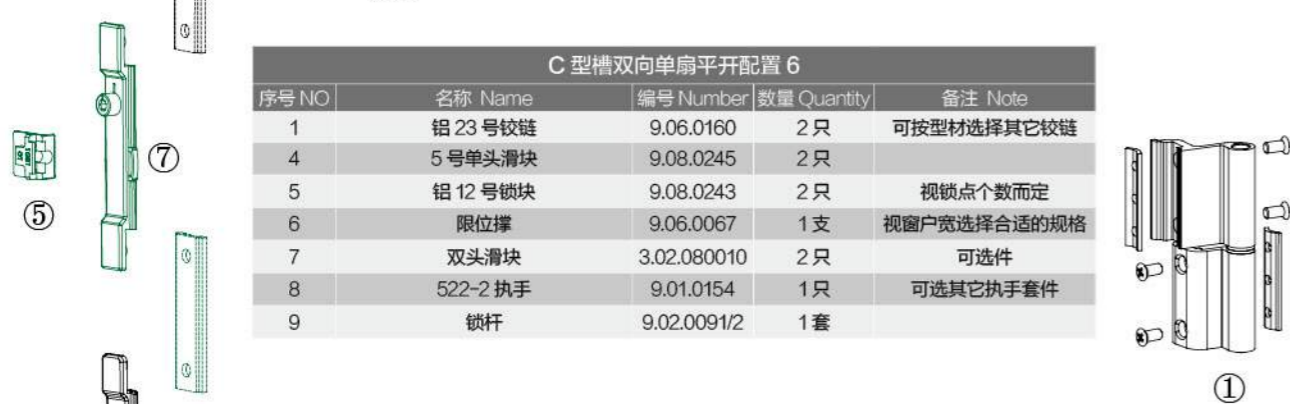 C 型槽双向单扇平开配置 6
序号 NO 名称 Name 编号 Number 数量 Quantity 备注 Note
1 铝 23 号铰链 9.06.0160 2 只 可按型材选择其它铰链
4 5 号单头滑块 9.08.0245 2 只
5 铝 12 号锁块 9.08.0243 2 只 视锁点个数而定
6 限位撑 9.06.0067 1 支 视窗户宽选择合适的规格
7 双头滑块 3.02.080010 2 只 可选件
8 522-2 执手 9.01.0154 1 只 可选其它执手套件
9 锁杆 9.02.0091/2 1 套
⑦
⑤
①